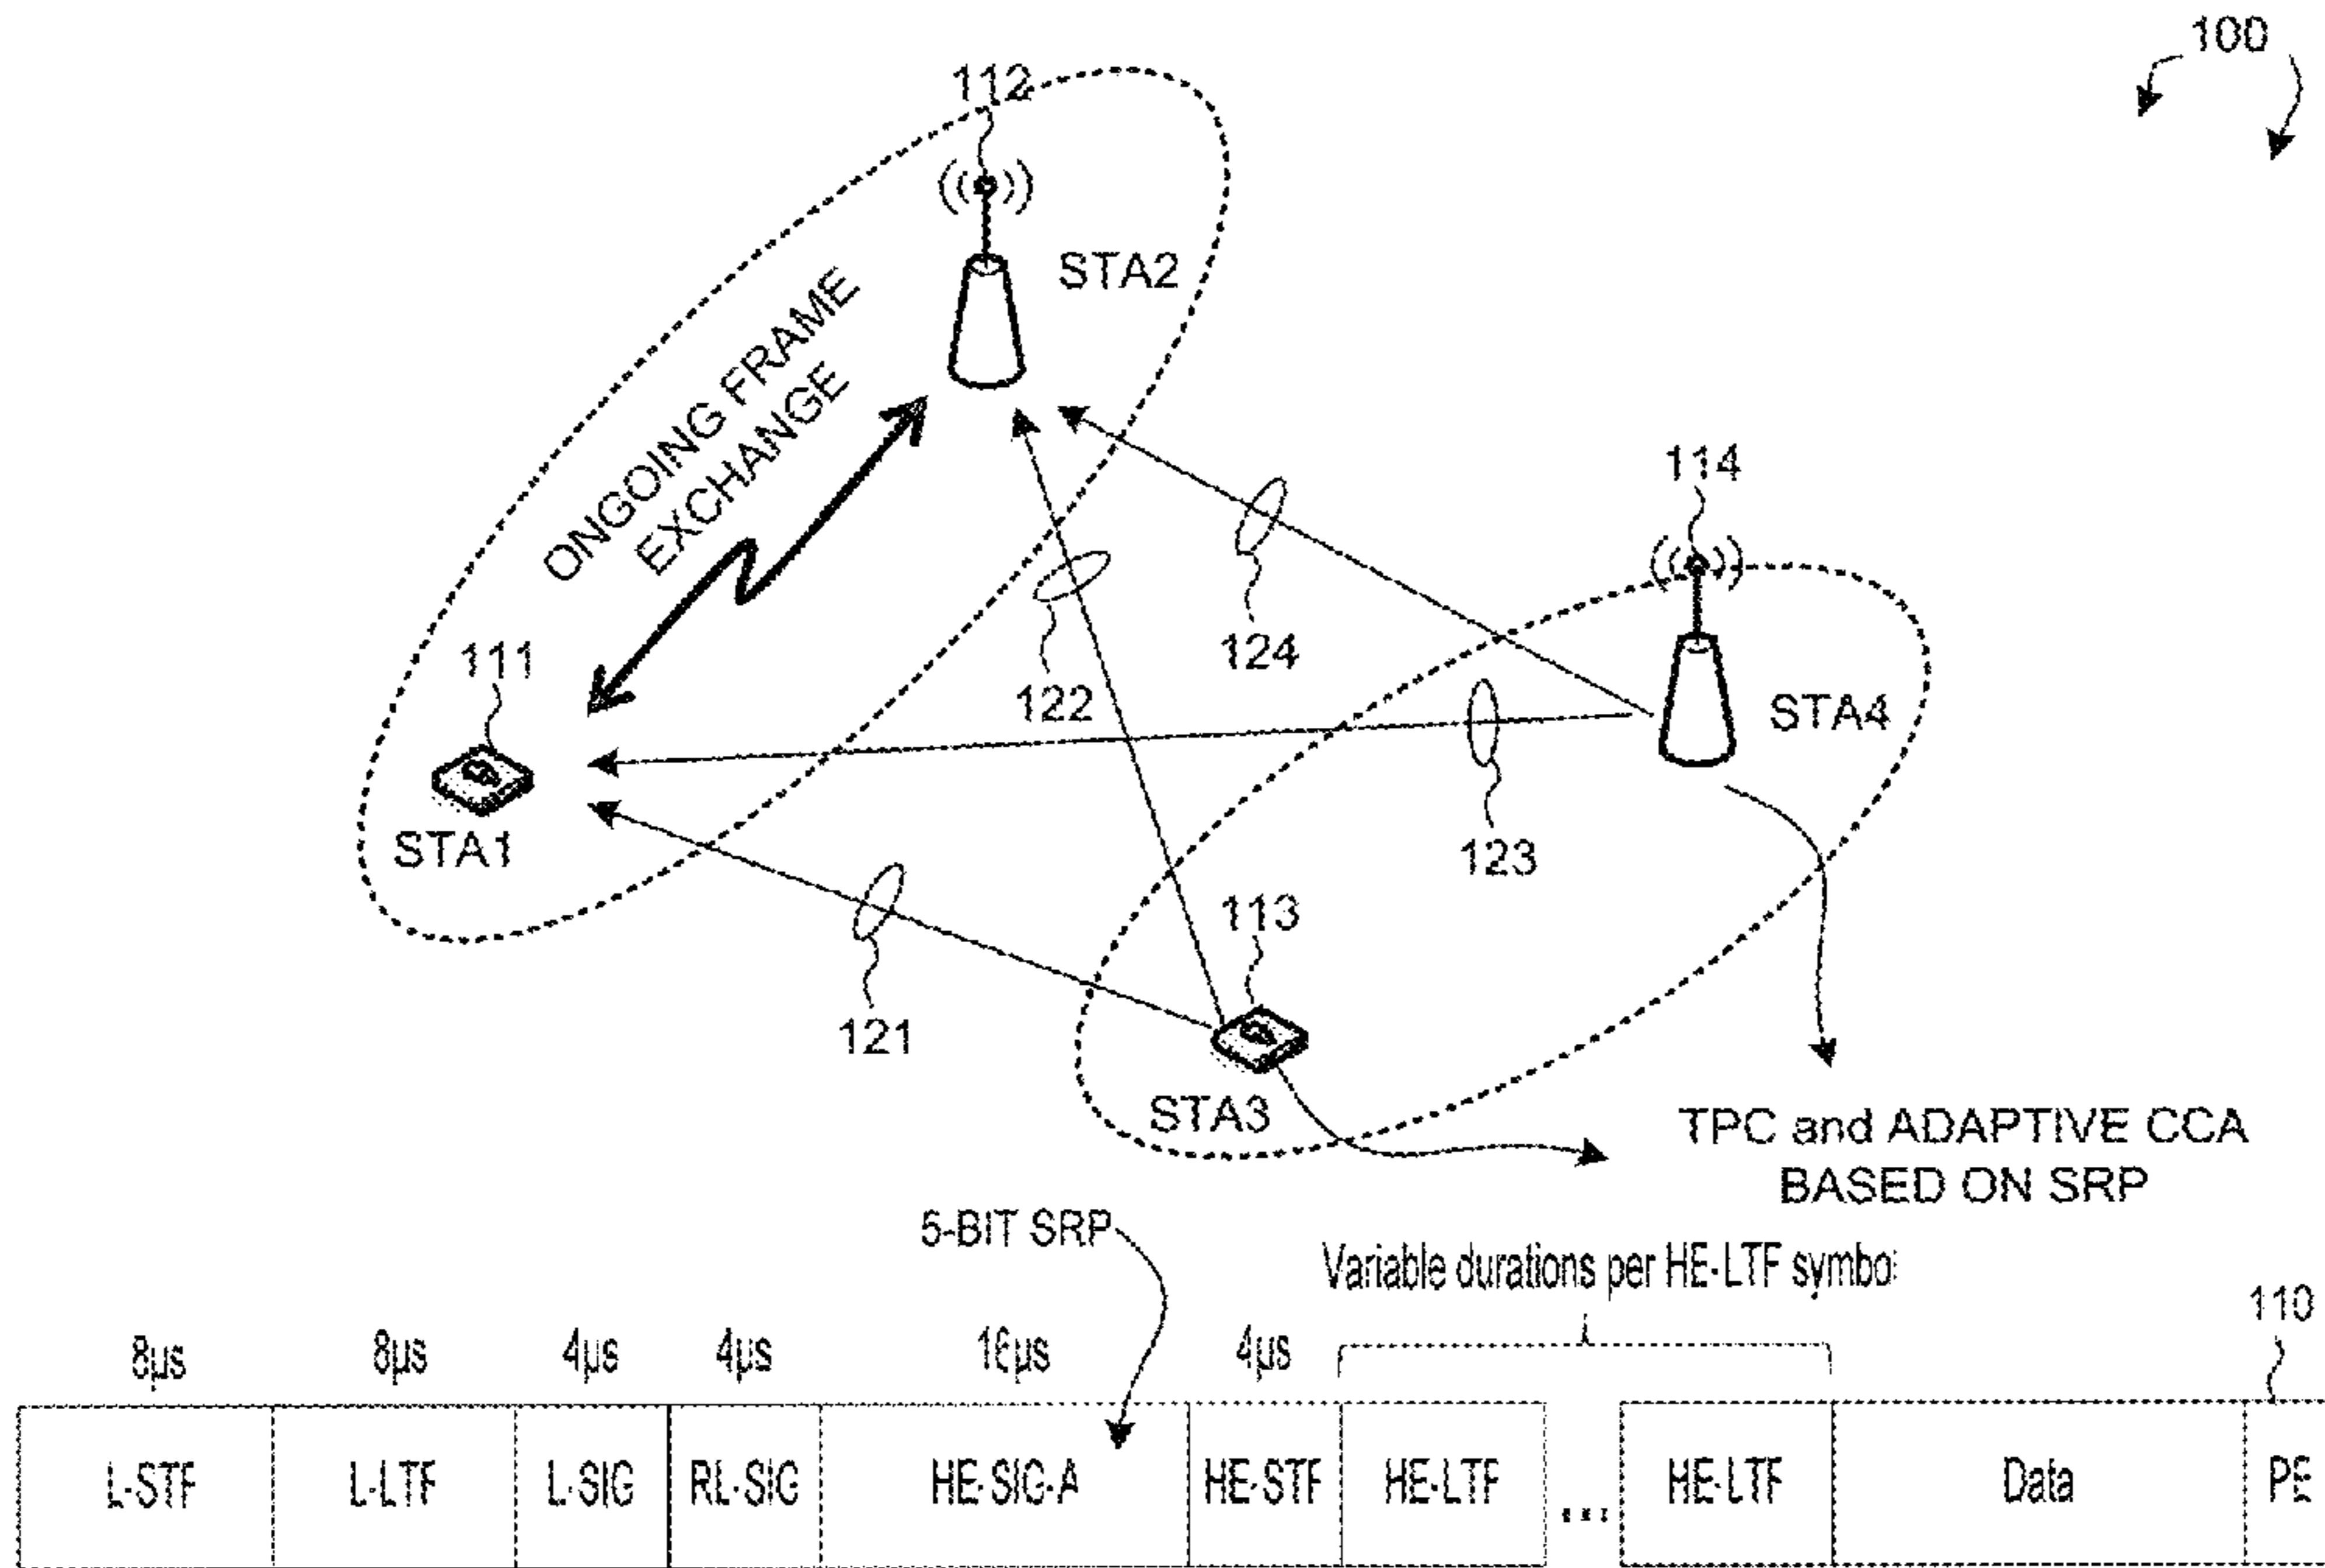 100
112
STA2
ONGOING FRAME
EXCHANGE
114
111
122
124
STA4
STA1
123
113
121
STA3
TPC and ADAPTIVE CCA
BASED ON SRP
5-BIT SRP
Variable durations per HE-LTF symbol
110
8µs 8µs 4µs 4µs 16µs 4µs
L-STF L-LTF L-SIG RL-SIG HE-SIG-A HE-STF HE-LTF ... HE-LTF Data PE